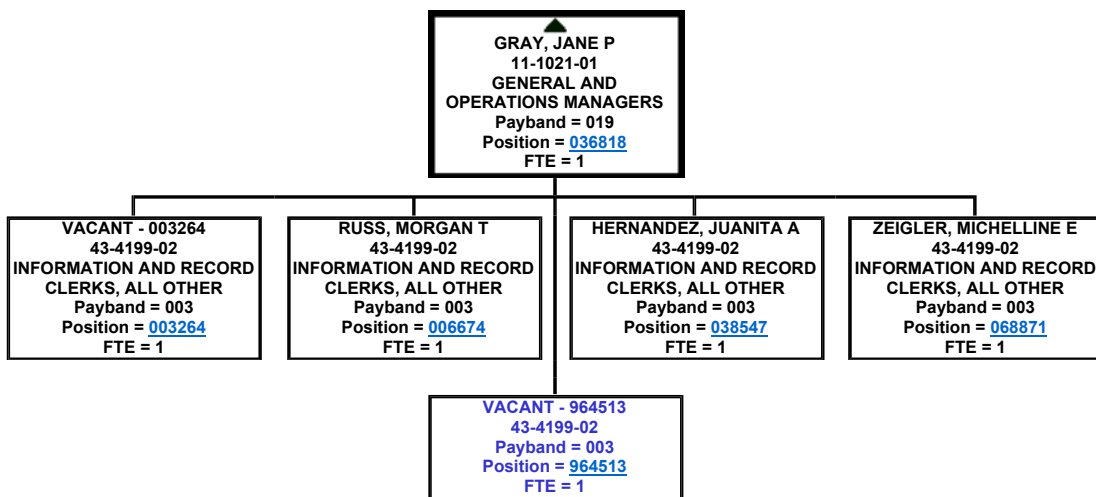 GRAY, JANE P
11-1021-01
GENERAL AND
OPERATIONS MANAGERS
Payband = 019
Position = 036818
FTE = 1
VACANT - 003264
43-4199-02
INFORMATION AND RECORD
CLERKS, ALL OTHER
Payband = 003
Position = 003264
FTE = 1
RUSS, MORGAN T
43-4199-02
INFORMATION AND RECORD
CLERKS, ALL OTHER
Payband = 003
Position = 006674
FTE = 1
HERNANDEZ, JUANITA A
43-4199-02
INFORMATION AND RECORD
CLERKS, ALL OTHER
Payband = 003
Position = 038547
FTE = 1
ZEIGLER, MICHELLINE E
43-4199-02
INFORMATION AND RECORD
CLERKS, ALL OTHER
Payband = 003
Position = 068871
FTE = 1
VACANT - 964513
43-4199-02
Payband = 003
Position = 964513
FTE = 1